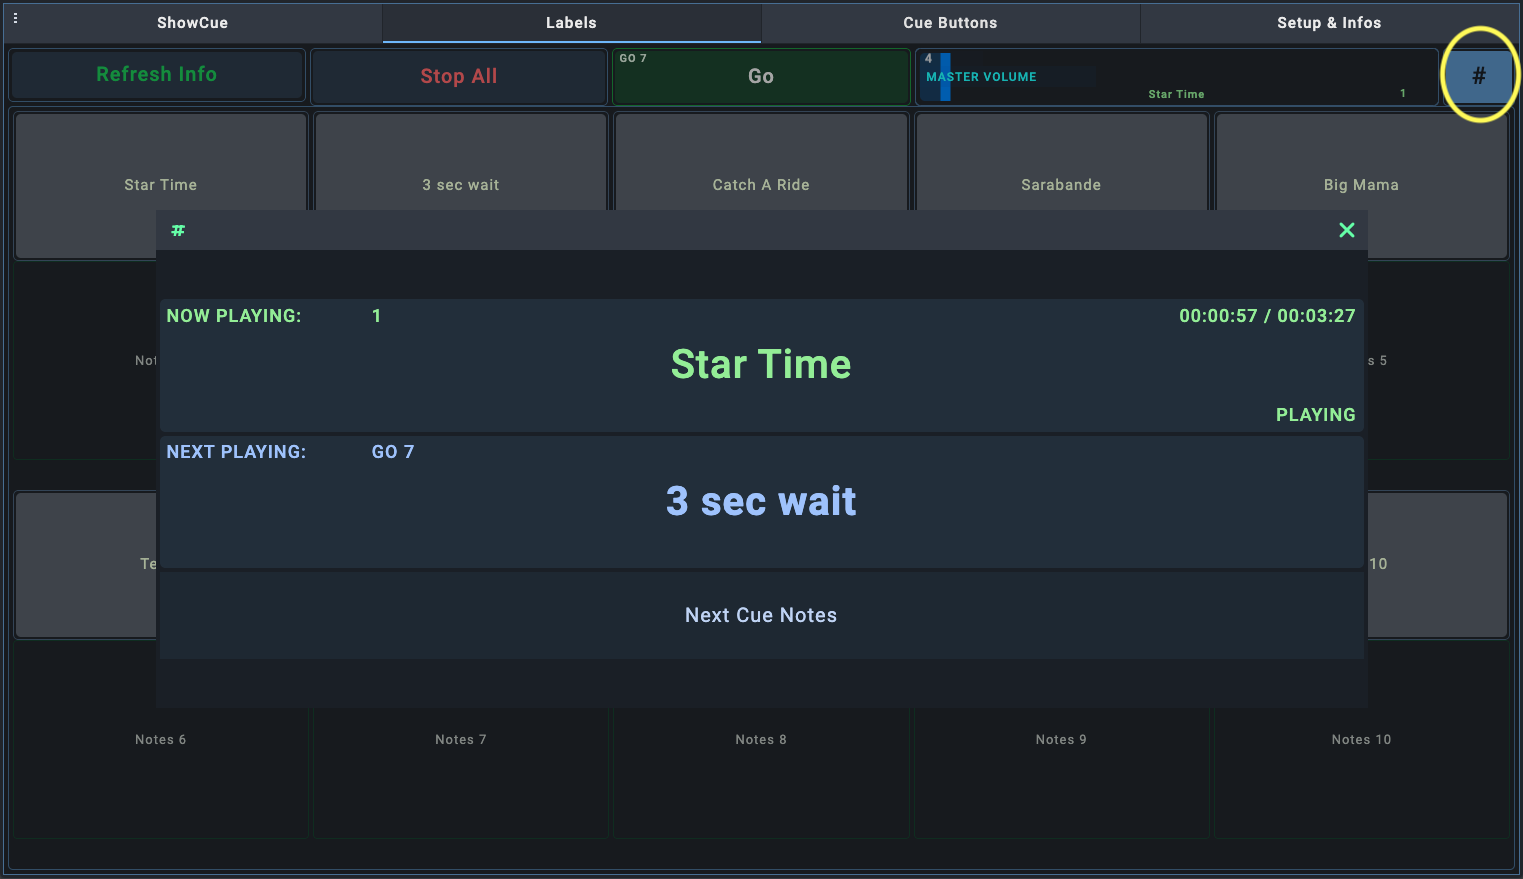 ShowCue
Labels
Cue Buttons
Setup & Infos
Refresh Info
Stop All
GO 7
Go
4
MASTER VOLUME
Star Time
1
#
Star Time
3 sec wait
Catch A Ride
Sarabande
Big Mama
#
NOW PLAYING:
1
00:00:57 / 00:03:27
Star Time
PLAYING
NEXT PLAYING:
GO 7
3 sec wait
Next Cue Notes
Not
s 5
Te
10
Notes 6
Notes 7
Notes 8
Notes 9
Notes 10